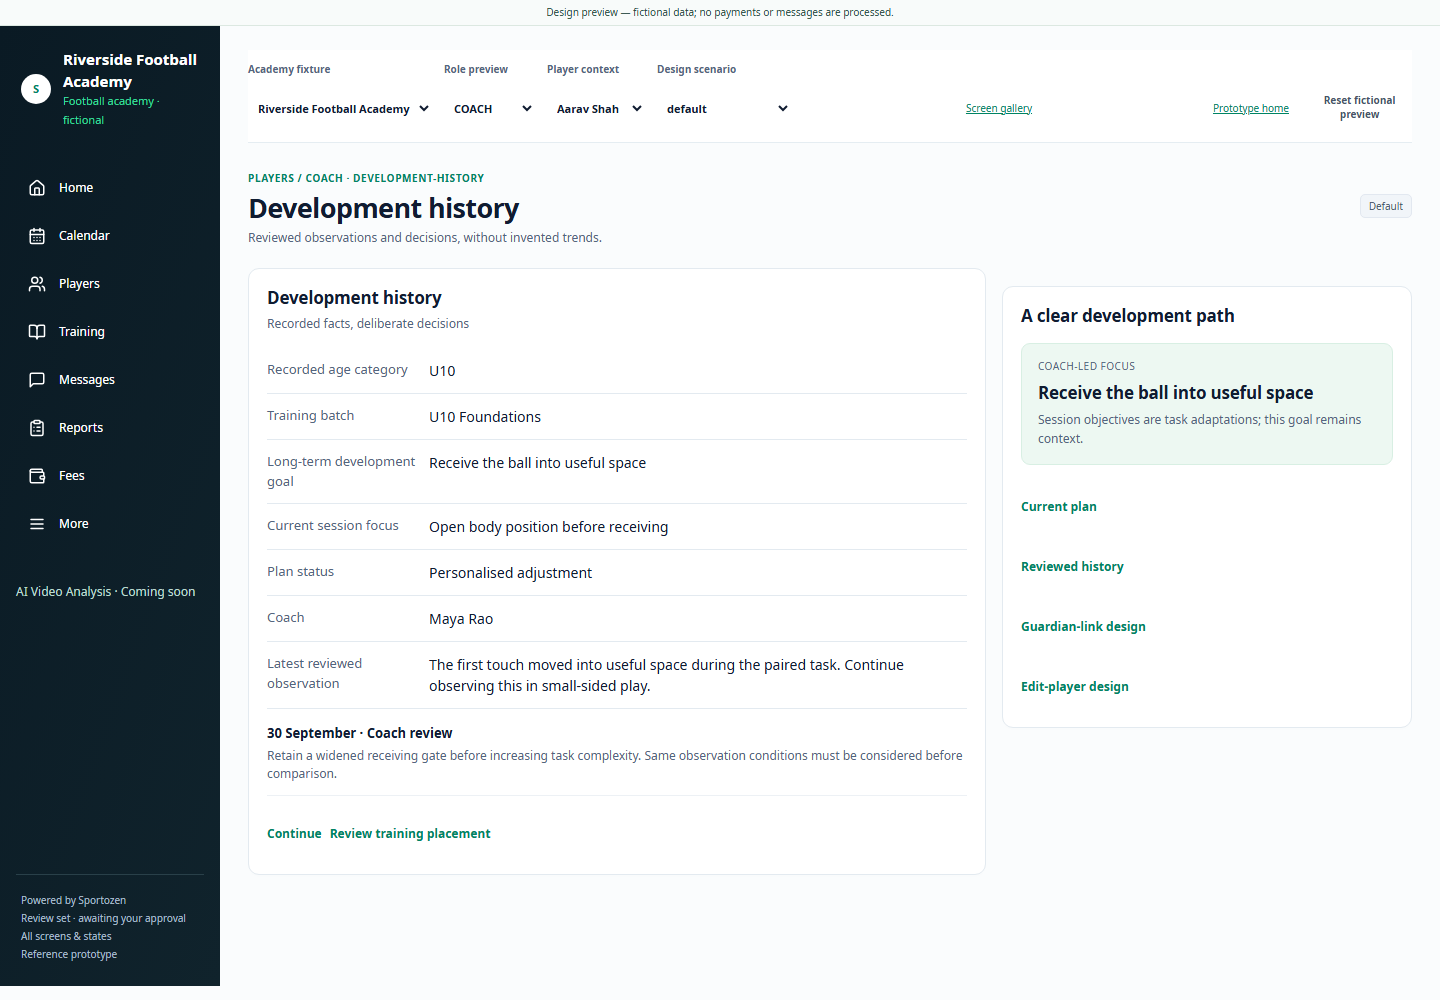 Design preview — fictional data; no payments or messages are processed.
S
Riverside Football
Academy
Football academy ·
fictional
Home
Calendar
Players
Training
Messages
Reports
Fees
More
AI Video Analysis · Coming soon
Powered by Sportozen
Review set · awaiting your approval
All screens & states
Reference prototype
Academy fixture
Role preview
Player context
Design scenario
Riverside Football Academy
COACH
Aarav Shah
default
Screen gallery
Prototype home
Reset fictional
preview
PLAYERS / COACH · DEVELOPMENT-HISTORY
Development history
Default
Reviewed observations and decisions, without invented trends.
Development history
Recorded facts, deliberate decisions
Recorded age category U10
Training batch U10 Foundations
Long-term development Receive the ball into useful space
goal
Current session focus Open body position before receiving
Plan status Personalised adjustment
Coach Maya Rao
Latest reviewed The first touch moved into useful space during the paired task. Continue
observation observing this in small-sided play.
30 September · Coach review
Retain a widened receiving gate before increasing task complexity. Same observation conditions must be considered before
comparison.
Continue Review training placement
A clear development path
COACH-LED FOCUS
Receive the ball into useful space
Session objectives are task adaptations; this goal remains
context.
Current plan
Reviewed history
Guardian-link design
Edit-player design